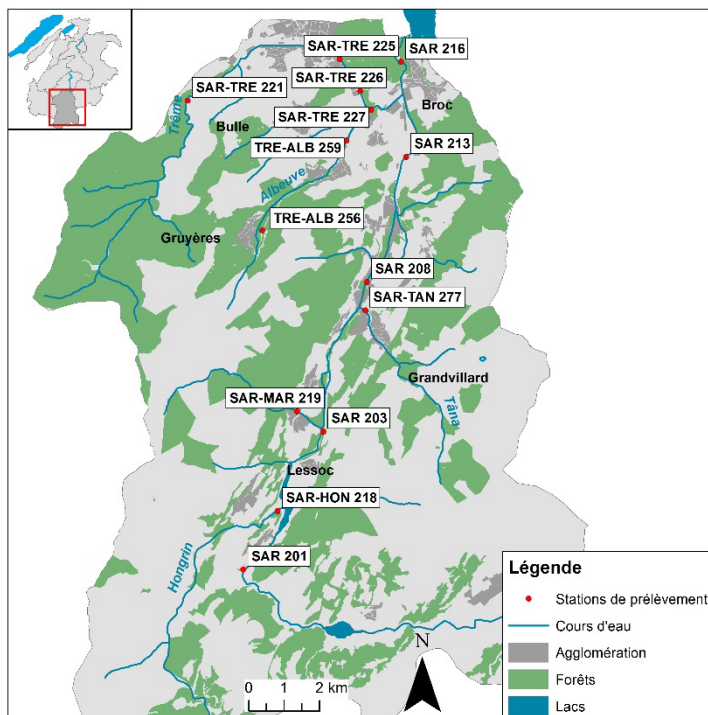 SAR-TRE 225
SAR 216
SAR-TRE 226
SAR-TRE 221
Broc
Trême
SAR-TRE 227
Bulle
TRE-ALB 259
SAR 213
Albeuve
TRE-ALB 256
Gruyères
SAR 208
SAR-TAN 277
Grandvillard
SAR-MAR 219
Tâna
SAR 203
Lessoc
SAR-HON 218
Hongrin
SAR 201
Légende
Stations de prélèvement
Cours d'eau
Agglomération
Forêts
Lacs
N
0 1 2 km